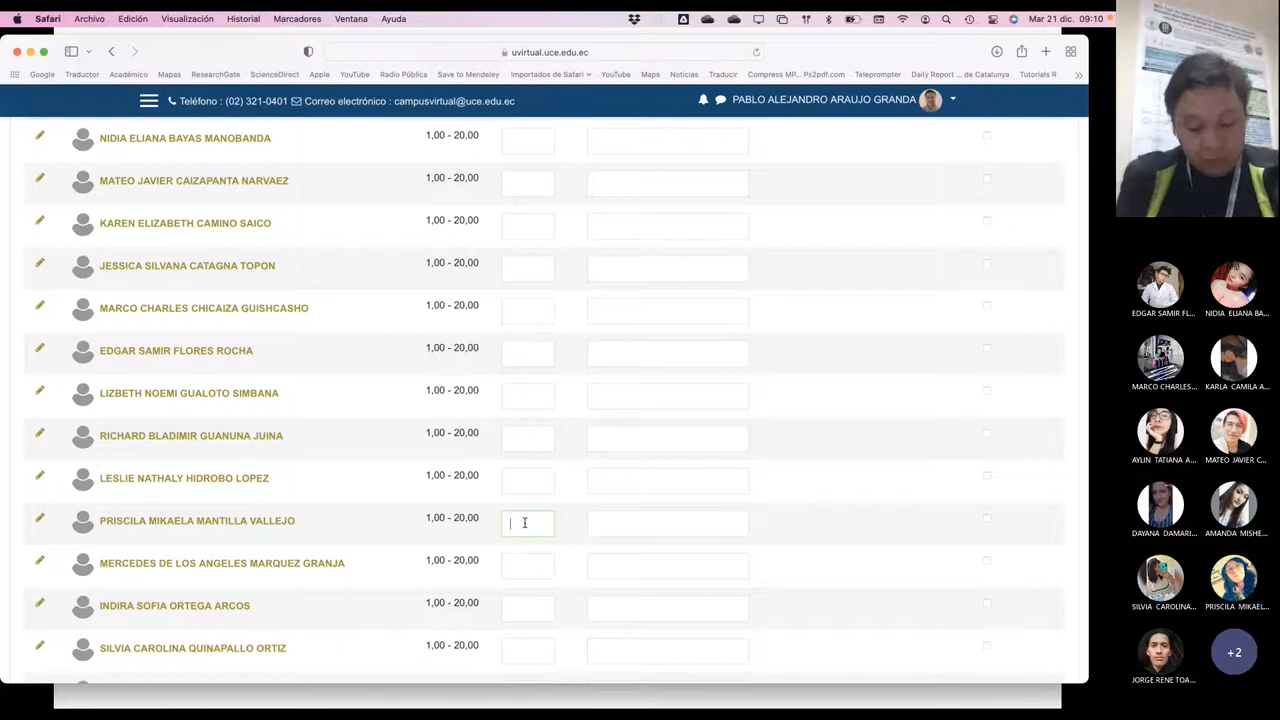 Safari Archivo Edición Visualización Historial Marcadores Ventana Ayuda Mar 21 dic. 09:10
uvirtual.uce.edu.ec
Google Traductor Académico Mapas ResearchGate ScienceDirect Apple YouTube Radio Pública Save to Mendeley Importados de Safari YouTube Maps Noticias Traducir Compress MP... Ps2pdf.com Teleprompter Daily Report ... de Catalunya Tutorials R
Teléfono : (02) 321-0401 Correo electrónico : campusvirtual@uce.edu.ec PABLO ALEJANDRO ARAUJO GRANDA
NIDIA ELIANA BAYAS MANOBANDA 1,00 - 20,00
MATEO JAVIER CAIZAPANTA NARVAEZ 1,00 - 20,00
KAREN ELIZABETH CAMINO SAICO 1,00 - 20,00
JESSICA SILVANA CATAGNA TOPON 1,00 - 20,00
MARCO CHARLES CHICAIZA GUISHCASHO 1,00 - 20,00
EDGAR SAMIR FLORES ROCHA 1,00 - 20,00
LIZBETH NOEMI GUALOTO SIMBANA 1,00 - 20,00
RICHARD BLADIMIR GUANUNA JUINA 1,00 - 20,00
LESLIE NATHALY HIDROBO LOPEZ 1,00 - 20,00
PRISCILA MIKAELA MANTILLA VALLEJO 1,00 - 20,00
MERCEDES DE LOS ANGELES MARQUEZ GRANJA 1,00 - 20,00
INDIRA SOFIA ORTEGA ARCOS 1,00 - 20,00
SILVIA CAROLINA QUINAPALLO ORTIZ 1,00 - 20,00
EDGAR SAMIR FL... NIDIA ELIANA BA...
MARCO CHARLES... KARLA CAMILA A...
AYLIN TATIANA A... MATEO JAVIER C...
DAYANA DAMARI... AMANDA MISHE...
SILVIA CAROLINA... PRISCILA MIKAEL...
JORGE RENE TOA... +2